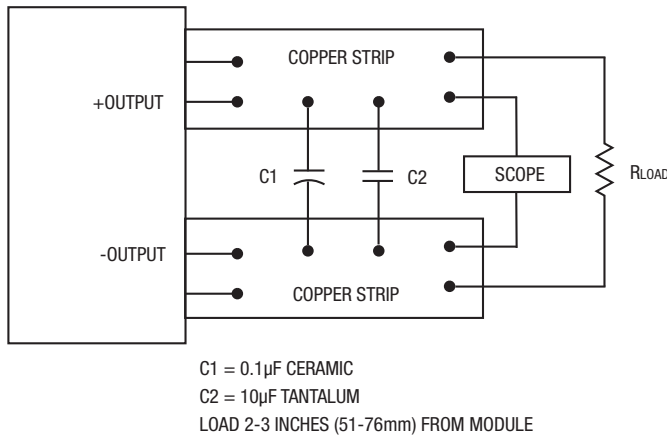 COPPER STRIP
+OUTPUT
C1
C2
SCOPE
RLOAD
-OUTPUT
COPPER STRIP
C1 = 0.1µF CERAMIC
C2 = 10µF TANTALUM
LOAD 2-3 INCHES (51-76mm) FROM MODULE